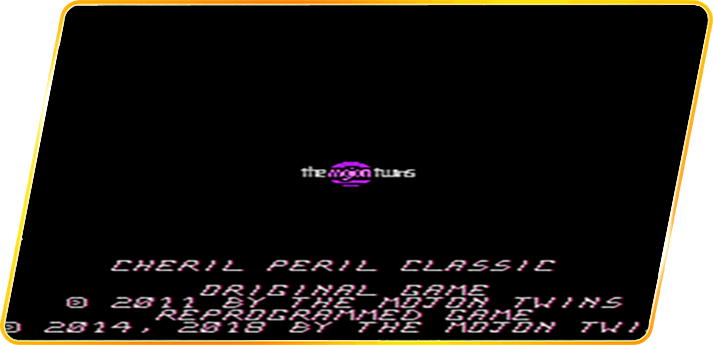 the mojon twins
CHERIL PERIL CLASSIC
ORIGINAL GAME
© 2011 BY THE MOJON TWINS
REPROGRAMMED GAME
© 2014, 2018 BY THE MOJON TWI